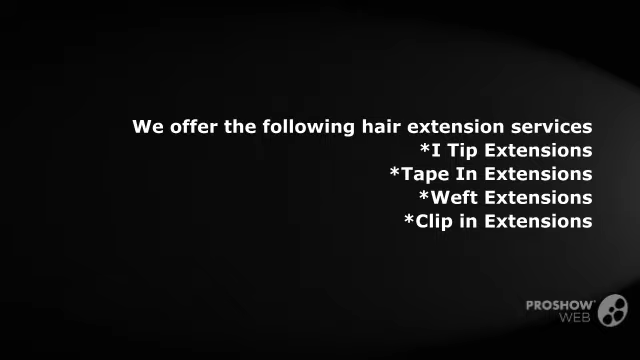 We offer the following hair extension services
*I Tip Extensions
*Tape In Extensions
*Weft Extensions
*Clip in Extensions
PROSHOW
WEB